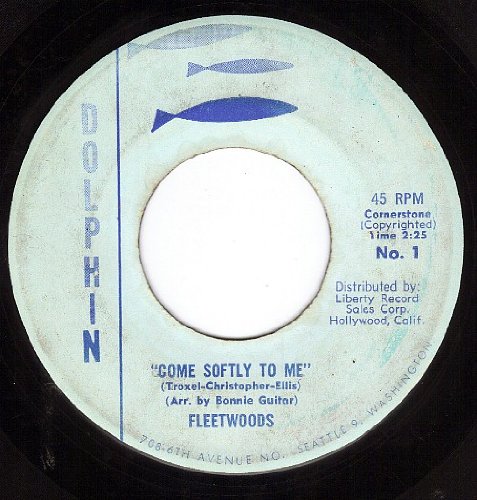 DOLPHIN
45 RPM
Cornerstone
(Copyrighted)
Time 2:25
No. 1
Distributed by:
Liberty Record
Sales Corp.
Hollywood, Calif.
"COME SOFTLY TO ME"
(Troxel-Christopher-Ellis)
(Arr. by Bonnie Guitar)
FLEETWOODS
708-6TH AVENUE NO. SEATTLE 9, WASHINGTON